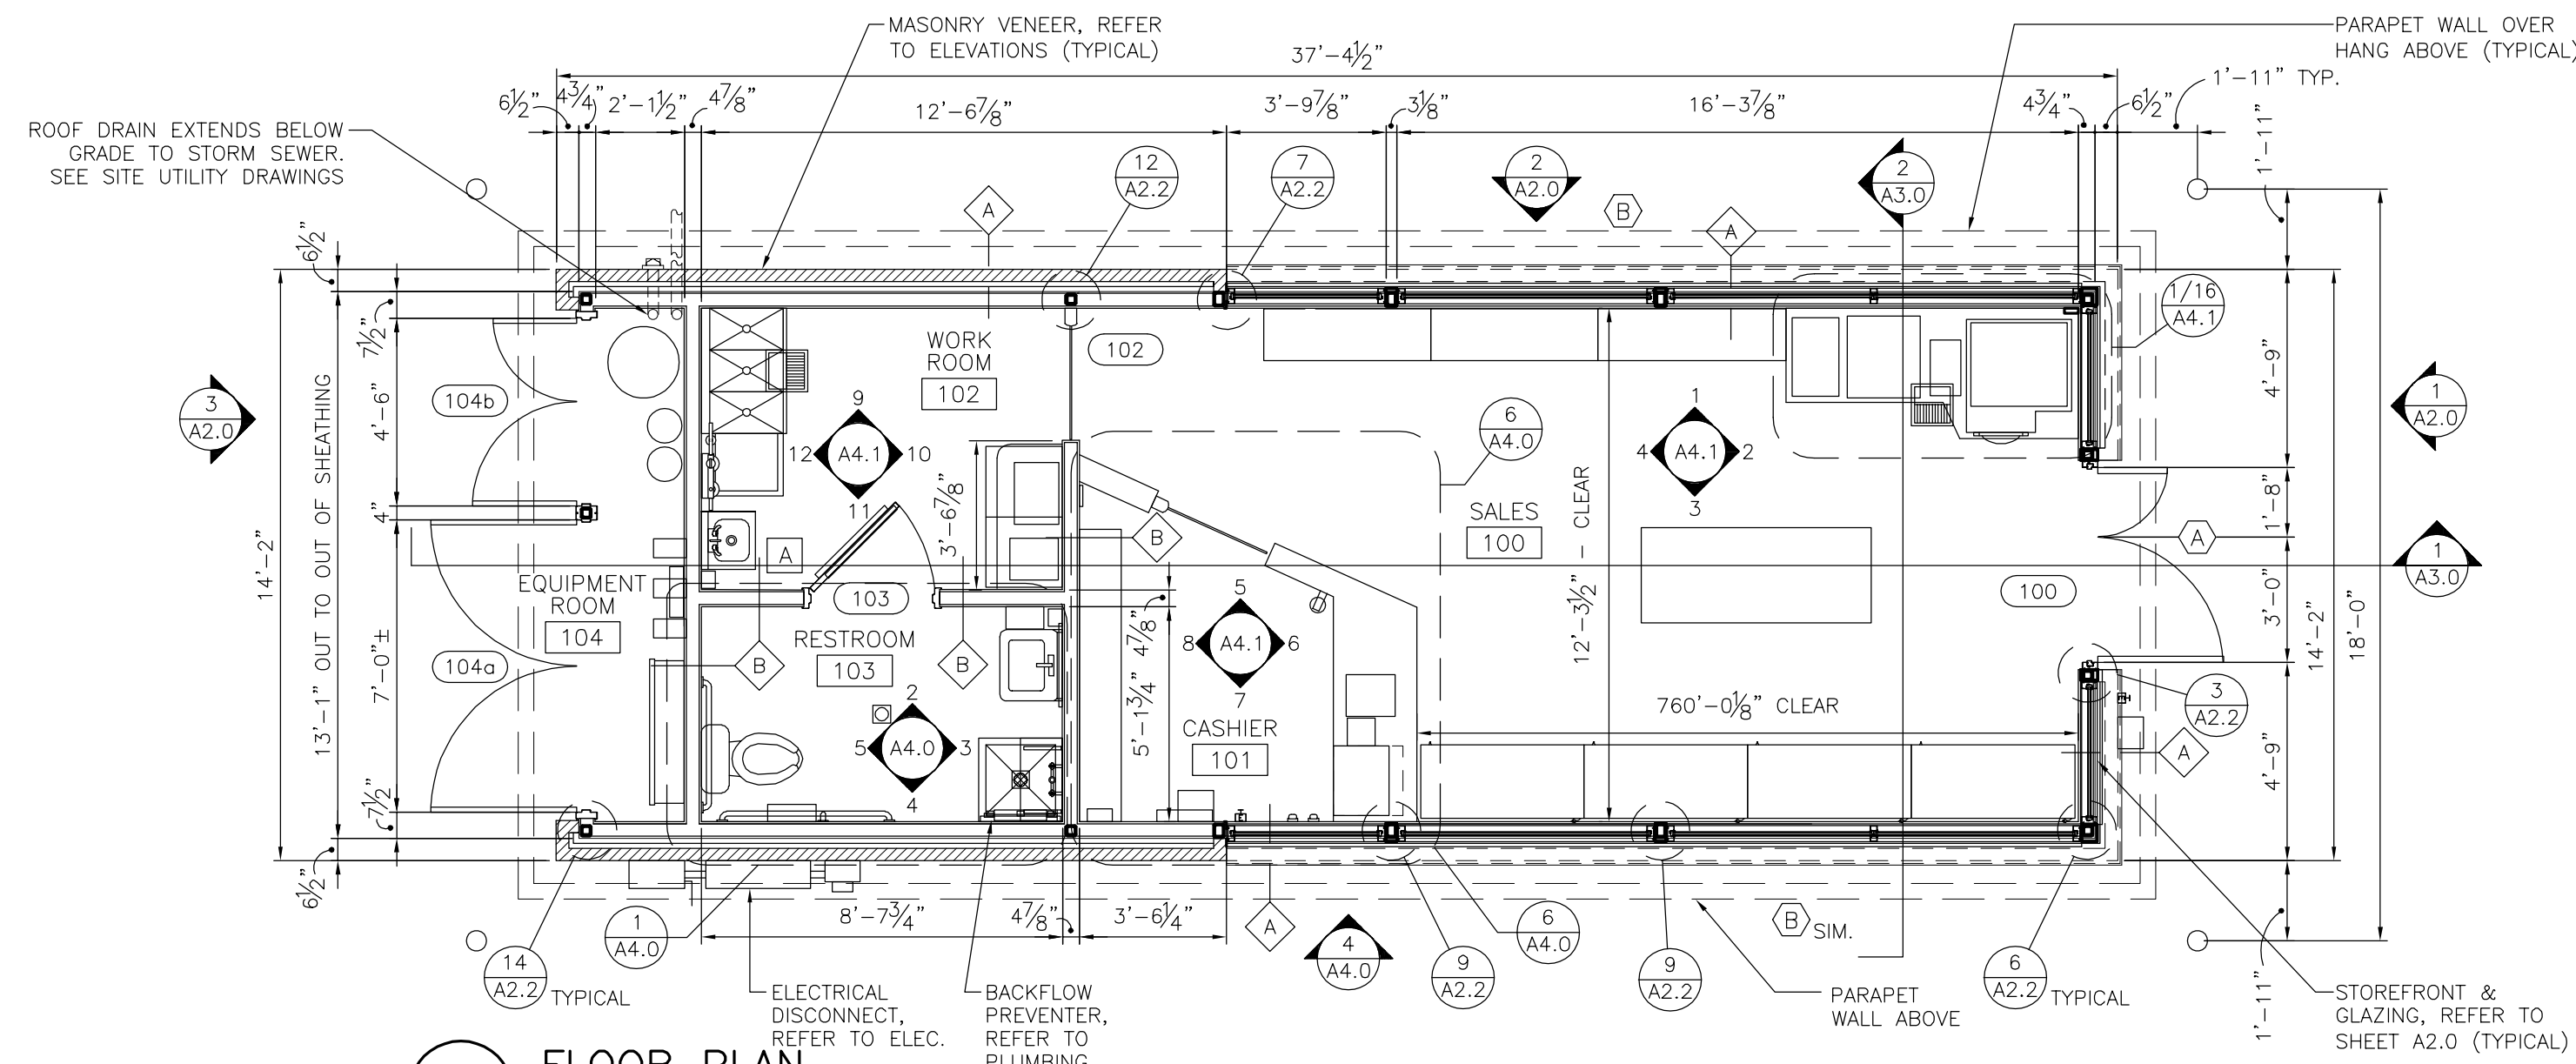 MASONRY VENEER, REFER
TO ELEVATIONS (TYPICAL)
PARAPET WALL OVER
HANG ABOVE (TYPICAL)
37'-4½"
1'-11" TYP.
6½"
4¾"
2'-1½"
4⅞"
12'-6⅞"
3'-9⅞"
3⅛"
16'-3⅞"
4¾"
6½"
1'-11"
ROOF DRAIN EXTENDS BELOW
GRADE TO STORM SEWER.
SEE SITE UTILITY DRAWINGS
12
A2.2
7
A2.2
2
A2.0
2
A3.0
A
B
A
6½"
7½"
1/16
A4.1
WORK
ROOM
102
102
104b
3
A2.0
4'-6"
9
12 A4.1 10
11
6
A4.0
1
4 A4.1 2
3
4'-9"
1
A2.0
13'-1" OUT TO OUT OF SHEATHING
14'-2"
4"
3'-6⅞"
SALES
100
12'-3½" - CLEAR
1'-8"
A
A
B
1
A3.0
EQUIPMENT
ROOM
104
103
100
3'-0"
14'-2"
18'-0"
RESTROOM
103
B
B
104a
7'-0"±
5
8 A4.1 6
7
4⅞"
5'-1¾"
2
5 A4.0 3
4
CASHIER
101
760'-0⅛" CLEAR
3
A2.2
A
4'-9"
7½"
6½"
8'-7¾"
4⅞"
3'-6¼"
A
B SIM.
1
A4.0
4
A4.0
6
A4.0
14
A2.2 TYPICAL
9
A2.2
9
A2.2
6
A2.2 TYPICAL
1'-11"
ELECTRICAL
DISCONNECT,
REFER TO ELEC.
BACKFLOW
PREVENTER,
REFER TO
PLUMBING
PARAPET
WALL ABOVE
STOREFRONT &
GLAZING, REFER TO
SHEET A2.0 (TYPICAL)
FLOOR PLAN